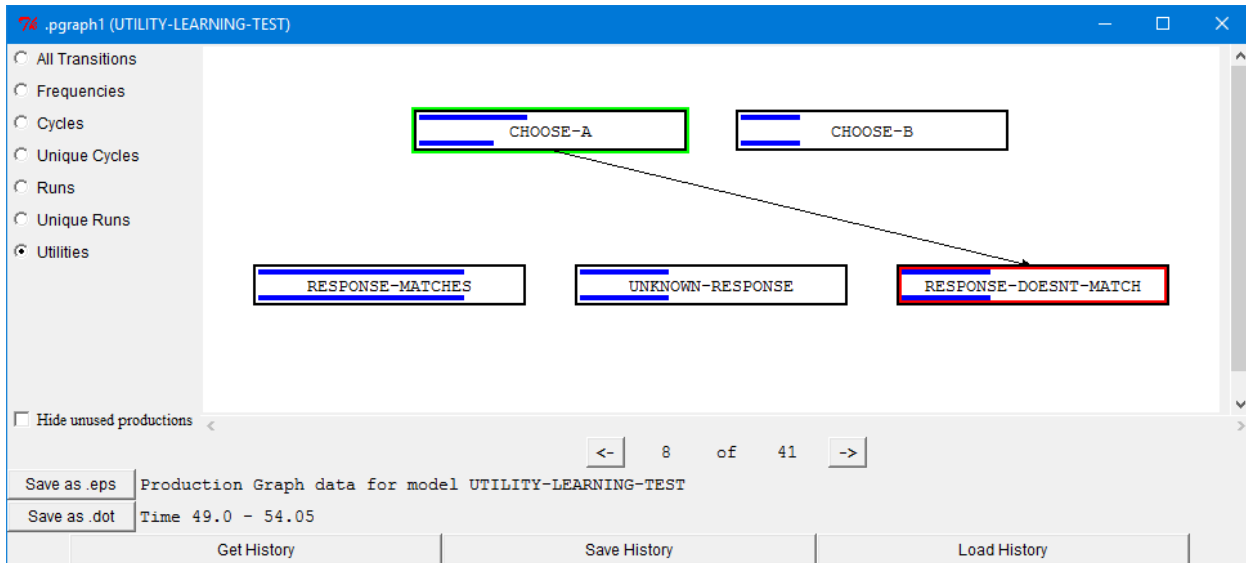 .pgraph1 (UTILITY-LEARNING-TEST)
All Transitions
Frequencies
Cycles
Unique Cycles
Runs
Unique Runs
Utilities
CHOOSE-A
CHOOSE-B
RESPONSE-MATCHES
UNKNOWN-RESPONSE
RESPONSE-DOESNT-MATCH
Hide unused productions
<- 8 of 41 ->
Save as .eps Production Graph data for model UTILITY-LEARNING-TEST
Save as .dot Time 49.0 - 54.05
Get History Save History Load History